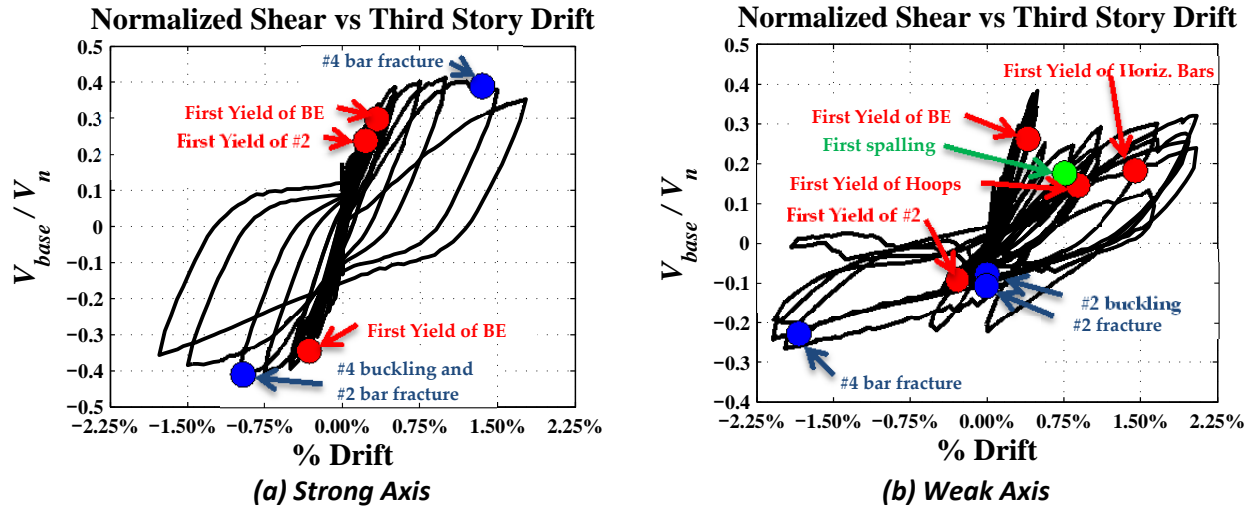 Normalized Shear vs Third Story Drift
0.5
0.4
0.3
0.2
0.1
0
−0.1
−0.2
−0.3
−0.4
−0.5
V_base / V_n
#4 bar fracture
First Yield of BE
First Yield of #2
First Yield of BE
#4 buckling and
#2 bar fracture
−2.25% −1.50% −0.75% 0.00% 0.75% 1.50% 2.25%
% Drift
(a) Strong Axis
Normalized Shear vs Third Story Drift
0.5
0.4
0.3
0.2
0.1
0
−0.1
−0.2
−0.3
−0.4
V_base / V_n
First Yield of Horiz. Bars
First Yield of BE
First spalling
First Yield of Hoops
First Yield of #2
#2 buckling
#2 fracture
#4 bar fracture
−2.25% −1.50% −0.75% 0.00% 0.75% 1.50% 2.25%
% Drift
(b) Weak Axis